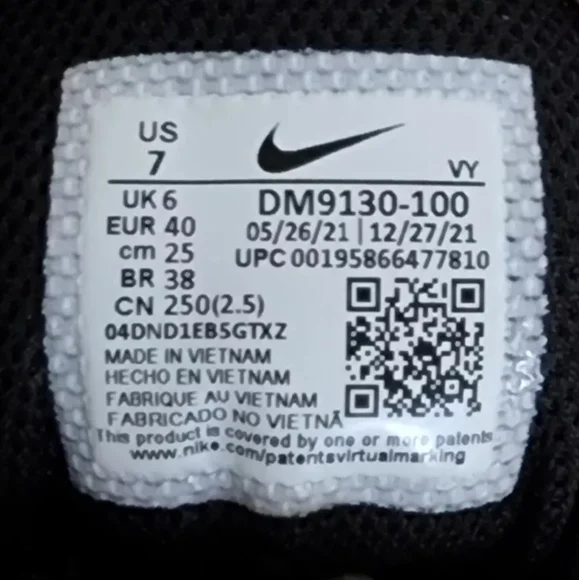 US
7
VY
UK 6
EUR 40
cm 25
BR 38
CN 250(2.5)
DM9130-100
05/26/21 | 12/27/21
UPC 00195866477810
04DND1EB5GTXZ
MADE IN VIETNAM
HECHO EN VIETNAM
FABRIQUE AU VIETNAM
FABRICADO NO VIETNÃ
This product is covered by one or more patents
www.nike.com/patentsvirtualmarking